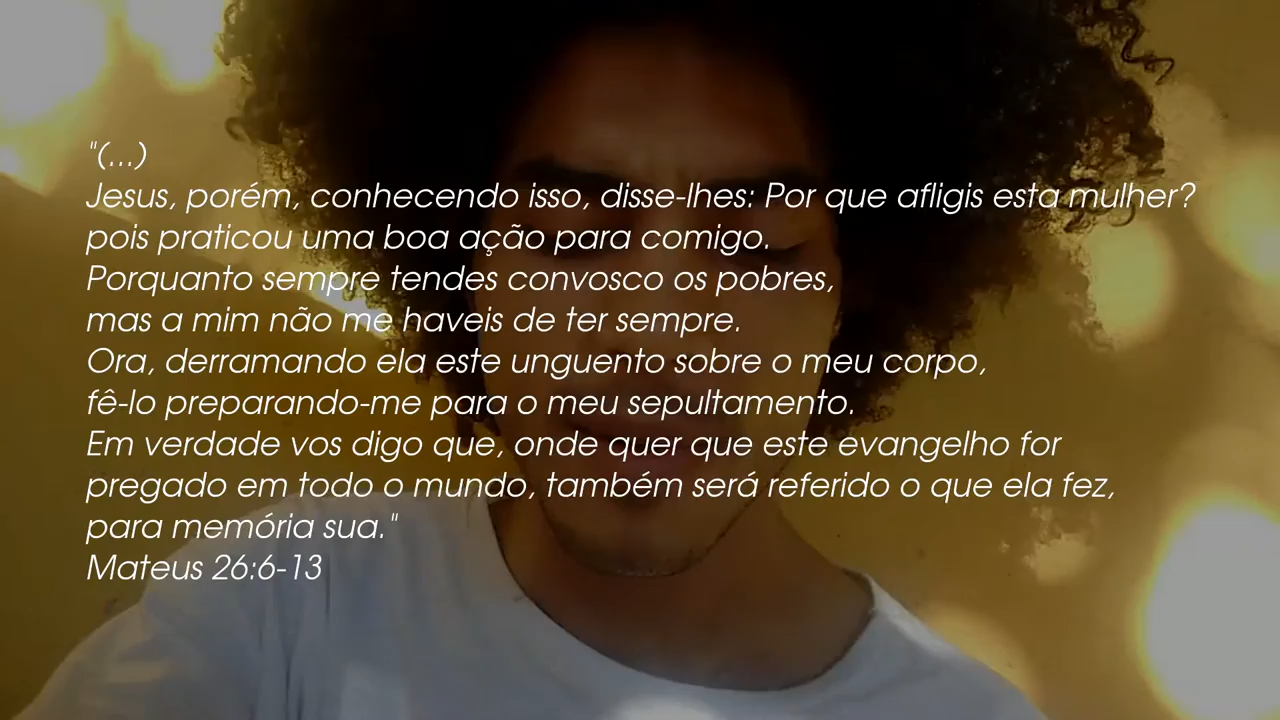 "(...)
Jesus, porém, conhecendo isso, disse-lhes: Por que afligis esta mulher?
pois praticou uma boa ação para comigo.
Porquanto sempre tendes convosco os pobres,
mas a mim não me haveis de ter sempre.
Ora, derramando ela este unguento sobre o meu corpo,
fê-lo preparando-me para o meu sepultamento.
Em verdade vos digo que, onde quer que este evangelho for
pregado em todo o mundo, também será referido o que ela fez,
para memória sua."
Mateus 26:6-13